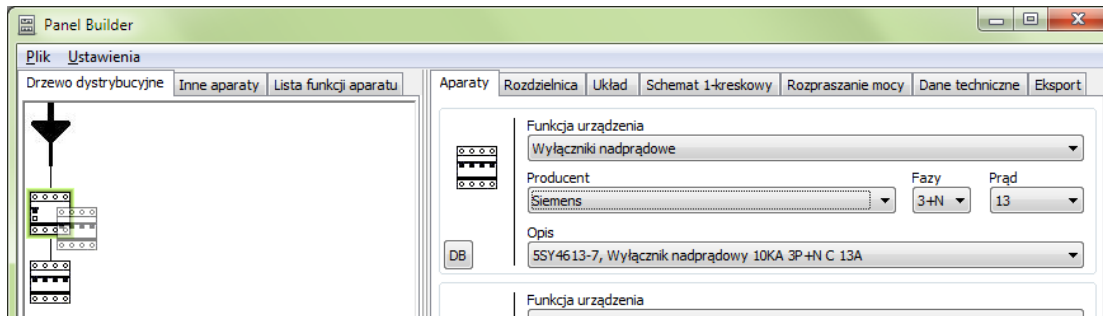 Panel Builder
Plik Ustawienia
Drzewo dystrybucyjne Inne aparaty Lista funkcji aparatu
Aparaty Rozdzielnica Układ Schemat 1-kreskowy Rozpraszanie mocy Dane techniczne Eksport
Funkcja urządzenia
Wyłączniki nadprądowe
Producent Fazy Prąd
Siemens 3+N 13
Opis
DB 5SY4613-7, Wyłącznik nadprądowy 10KA 3P+N C 13A
Funkcja urządzenia